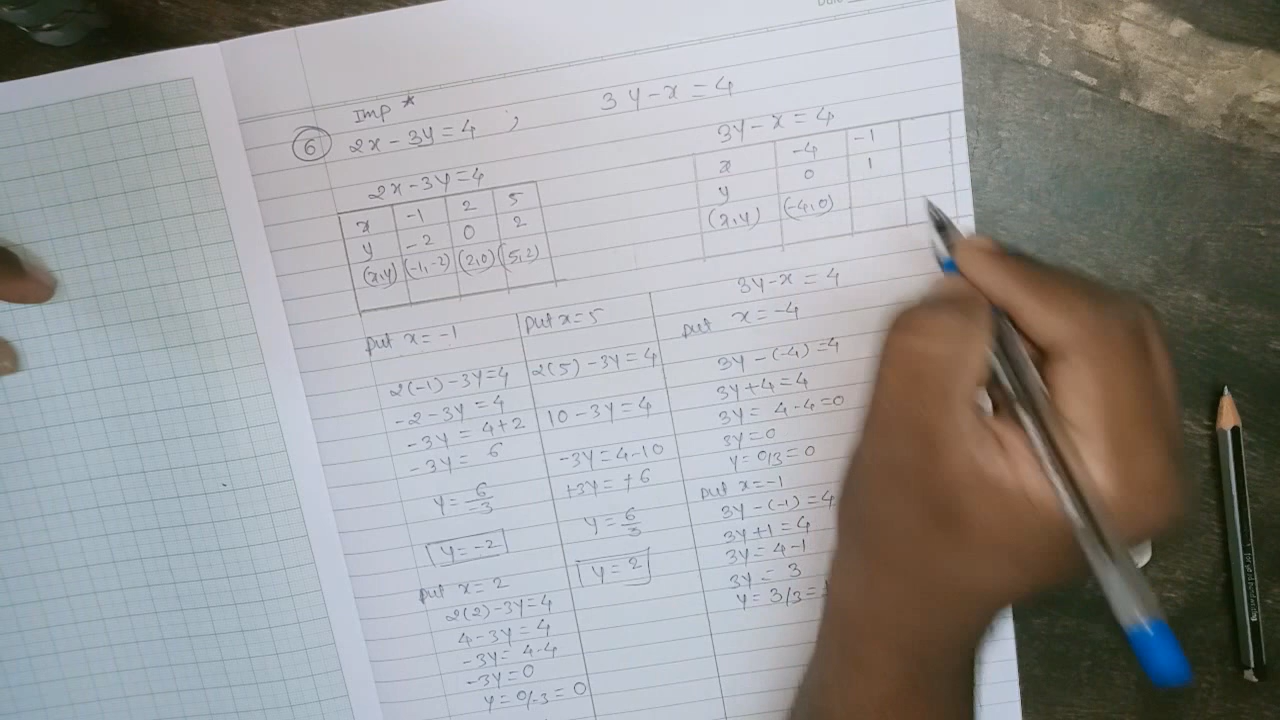 Imp *
6 2x - 3y = 4 ; 3y - x = 4
2x - 3y = 4
x -1 2 5
y -2 0 2
(x,y) (-1,-2) (2,0) (5,2)
put x = -1
2(-1) - 3y = 4
-2 - 3y = 4
-3y = 4+2
-3y = 6
y = 6/-3
y = -2
put x = 2
2(2) - 3y = 4
4 - 3y = 4
-3y = 4-4
-3y = 0
y = 0/-3 = 0
put x = 5
2(5) - 3y = 4
10 - 3y = 4
-3y = 4-10
+3y = +6
y = 6/3
y = 2
3y - x = 4
x -4 -1
y 0 1
(x,y) (-4,0)
3y - x = 4
put x = -4
3y - (-4) = 4
3y + 4 = 4
3y = 4-4 = 0
3y = 0
y = 0/3 = 0
put x = -1
3y - (-1) = 4
3y + 1 = 4
3y = 4-1
3y = 3
y = 3/3 =